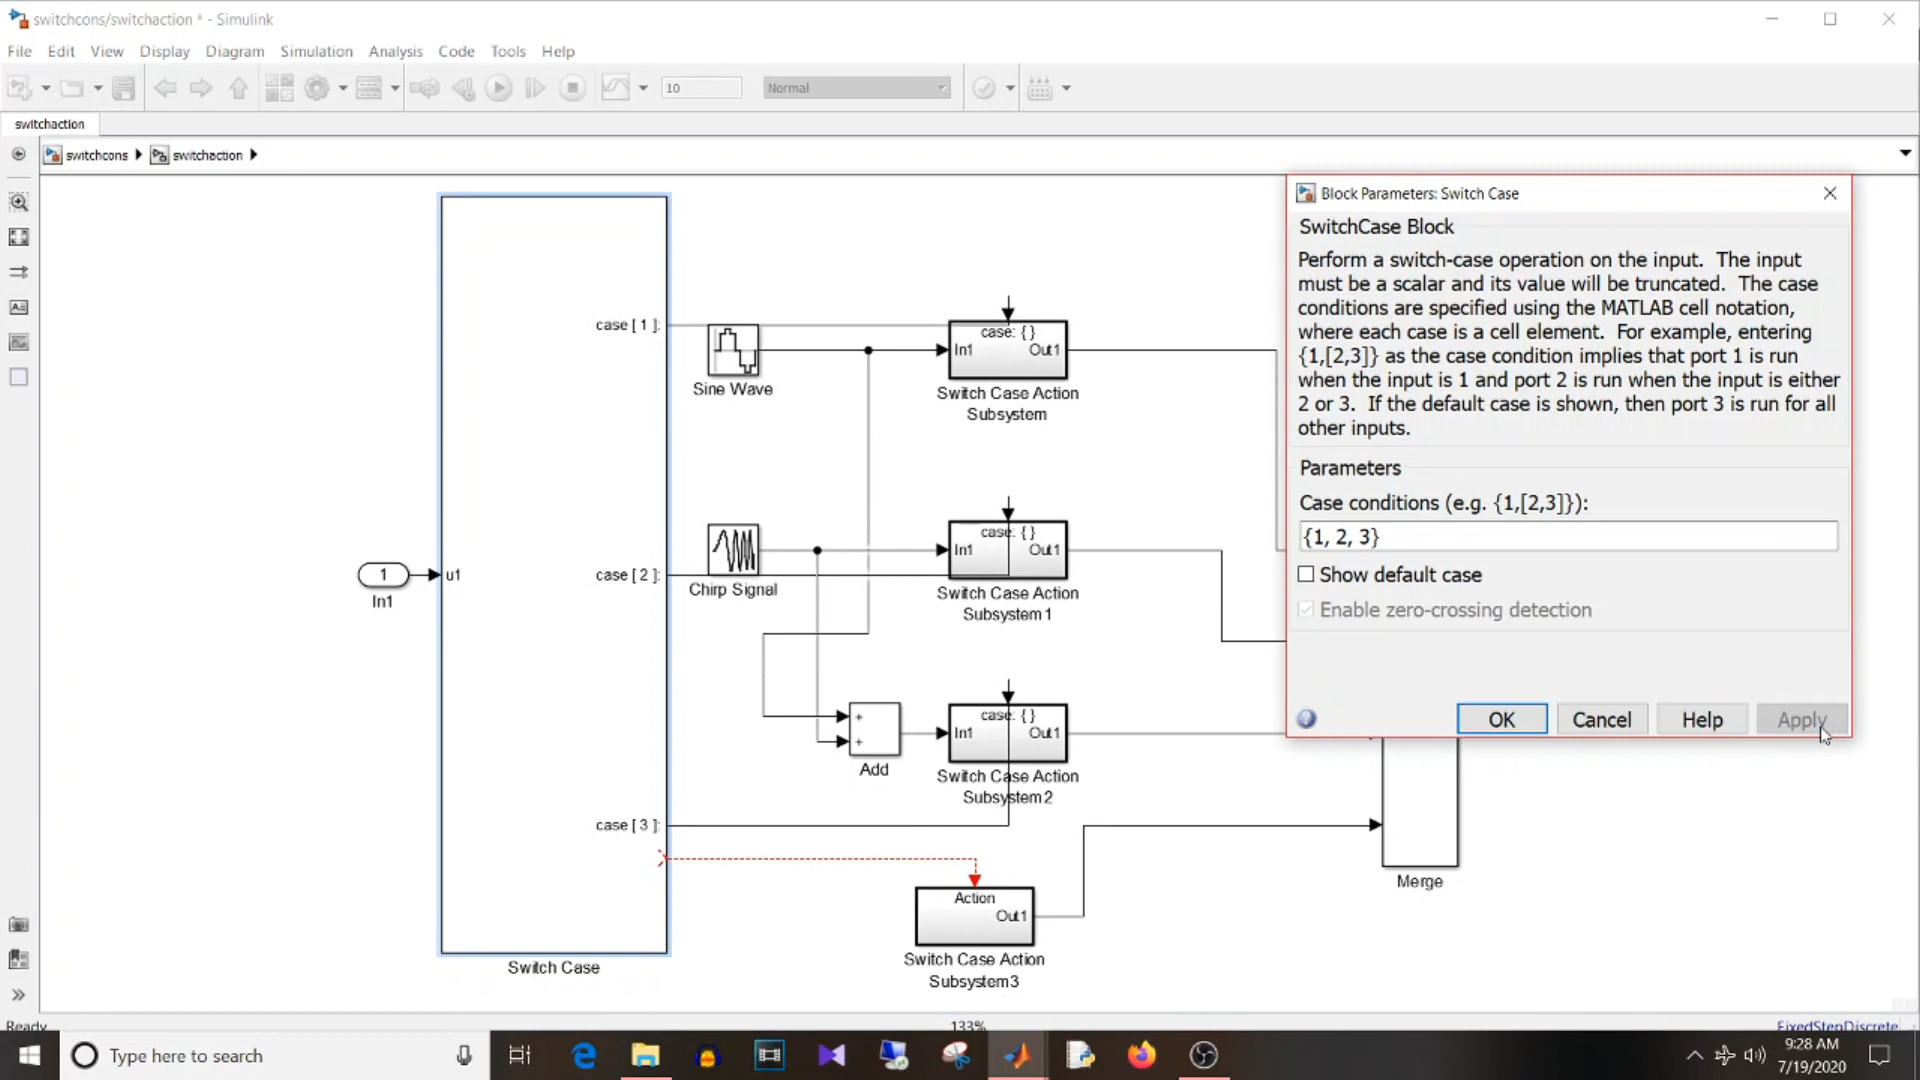 switchcons/switchaction * - Simulink
File Edit View Display Diagram Simulation Analysis Code Tools Help
10 Normal
switchaction
switchcons switchaction
Block Parameters: Switch Case
SwitchCase Block
Perform a switch-case operation on the input. The input
must be a scalar and its value will be truncated. The case
conditions are specified using the MATLAB cell notation,
where each case is a cell element. For example, entering
{1,[2,3]} as the case condition implies that port 1 is run
when the input is 1 and port 2 is run when the input is either
2 or 3. If the default case is shown, then port 3 is run for all
other inputs.
Parameters
Case conditions (e.g. {1,[2,3]}):
{1, 2, 3}
Show default case
Enable zero-crossing detection
OK Cancel Help Apply
case [ 1 ]:
case: { }
In1 Out1
Sine Wave
Switch Case Action
Subsystem
case: { }
In1 Out1
1
u1
case [ 2 ]:
In1
Chirp Signal
Switch Case Action
Subsystem1
case: { }
+
+
In1 Out1
Add
Switch Case Action
Subsystem2
case [ 3 ]:
Merge
Action
Out1
Switch Case Action
Subsystem3
Switch Case
Ready 133% FixedStepDiscrete
Type here to search
9:28 AM
7/19/2020